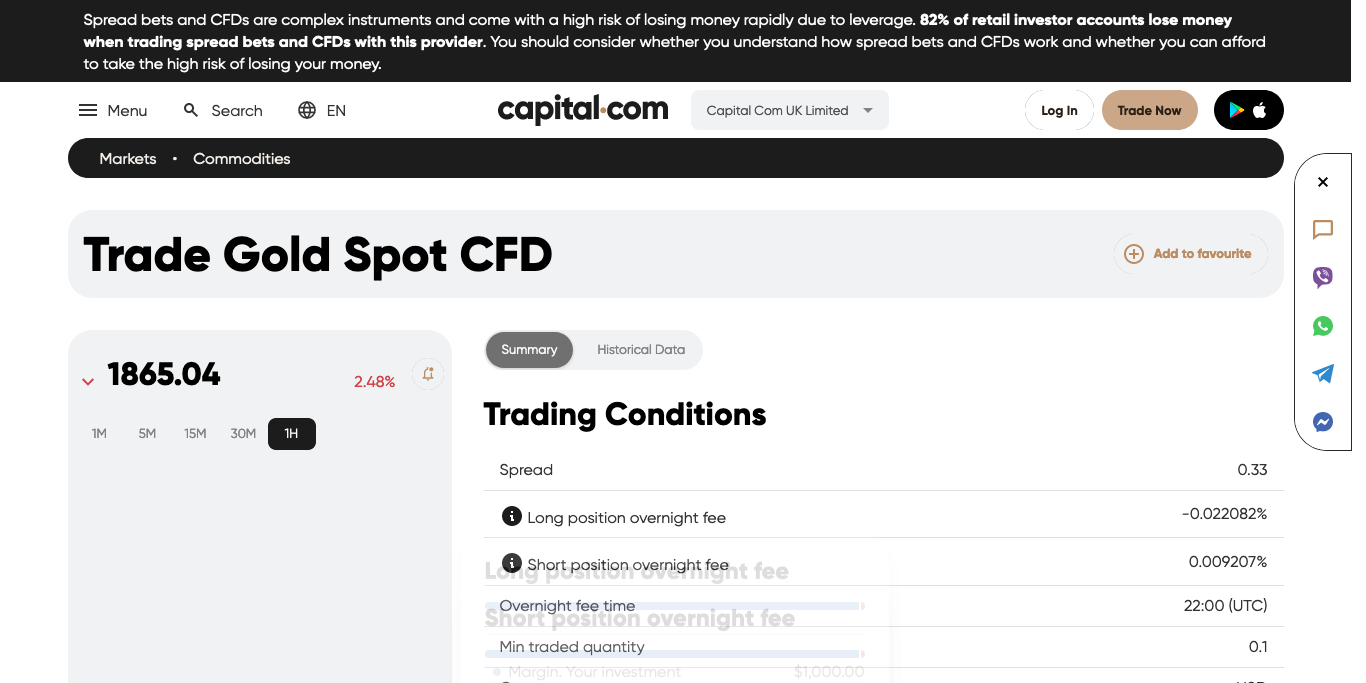 Spread bets and CFDs are complex instruments and come with a high risk of losing money rapidly due to leverage. 82% of retail investor accounts lose money
when trading spread bets and CFDs with this provider. You should consider whether you understand how spread bets and CFDs work and whether you can afford
to take the high risk of losing your money.
Menu Search EN capital.com Capital Com UK Limited Log In Trade Now
Markets • Commodities
Trade Gold Spot CFD
Add to favourite
1865.04 2.48%
1M 5M 15M 30M 1H
Summary Historical Data
Trading Conditions
Spread 0.33
Long position overnight fee -0.022082%
Short position overnight fee 0.009207%
Long position overnight fee
Overnight fee time 22:00 (UTC)
Short position overnight fee
Min traded quantity 0.1
Margin. Your investment $1,000.00